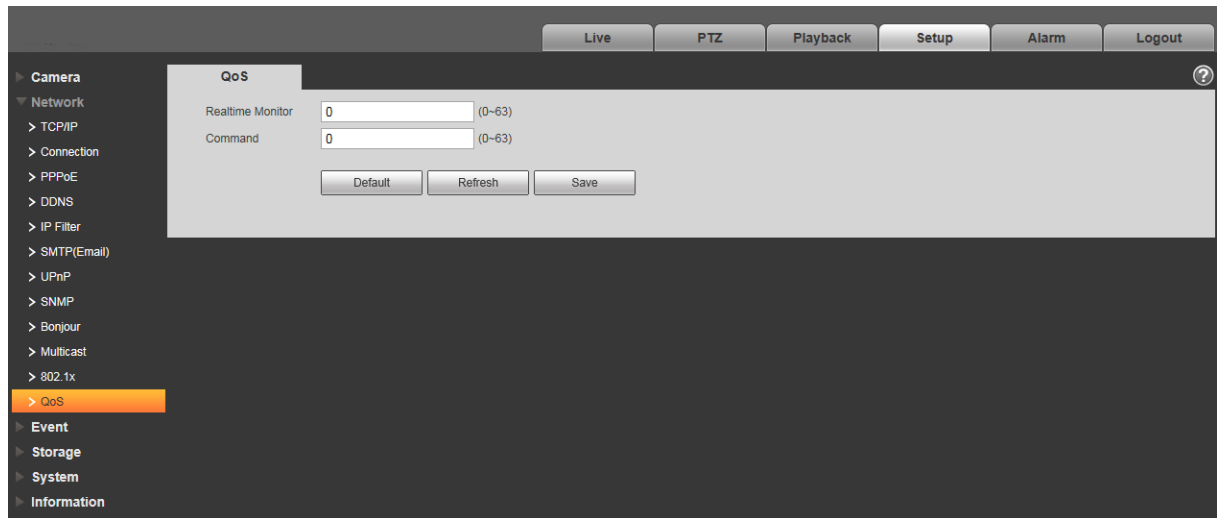 Live PTZ Playback Setup Alarm Logout
Camera
Network
> TCP/IP
> Connection
> PPPoE
> DDNS
> IP Filter
> SMTP(Email)
> UPnP
> SNMP
> Bonjour
> Multicast
> 802.1x
> QoS
Event
Storage
System
Information
QoS ?
Realtime Monitor 0 (0~63)
Command 0 (0~63)
Default Refresh Save